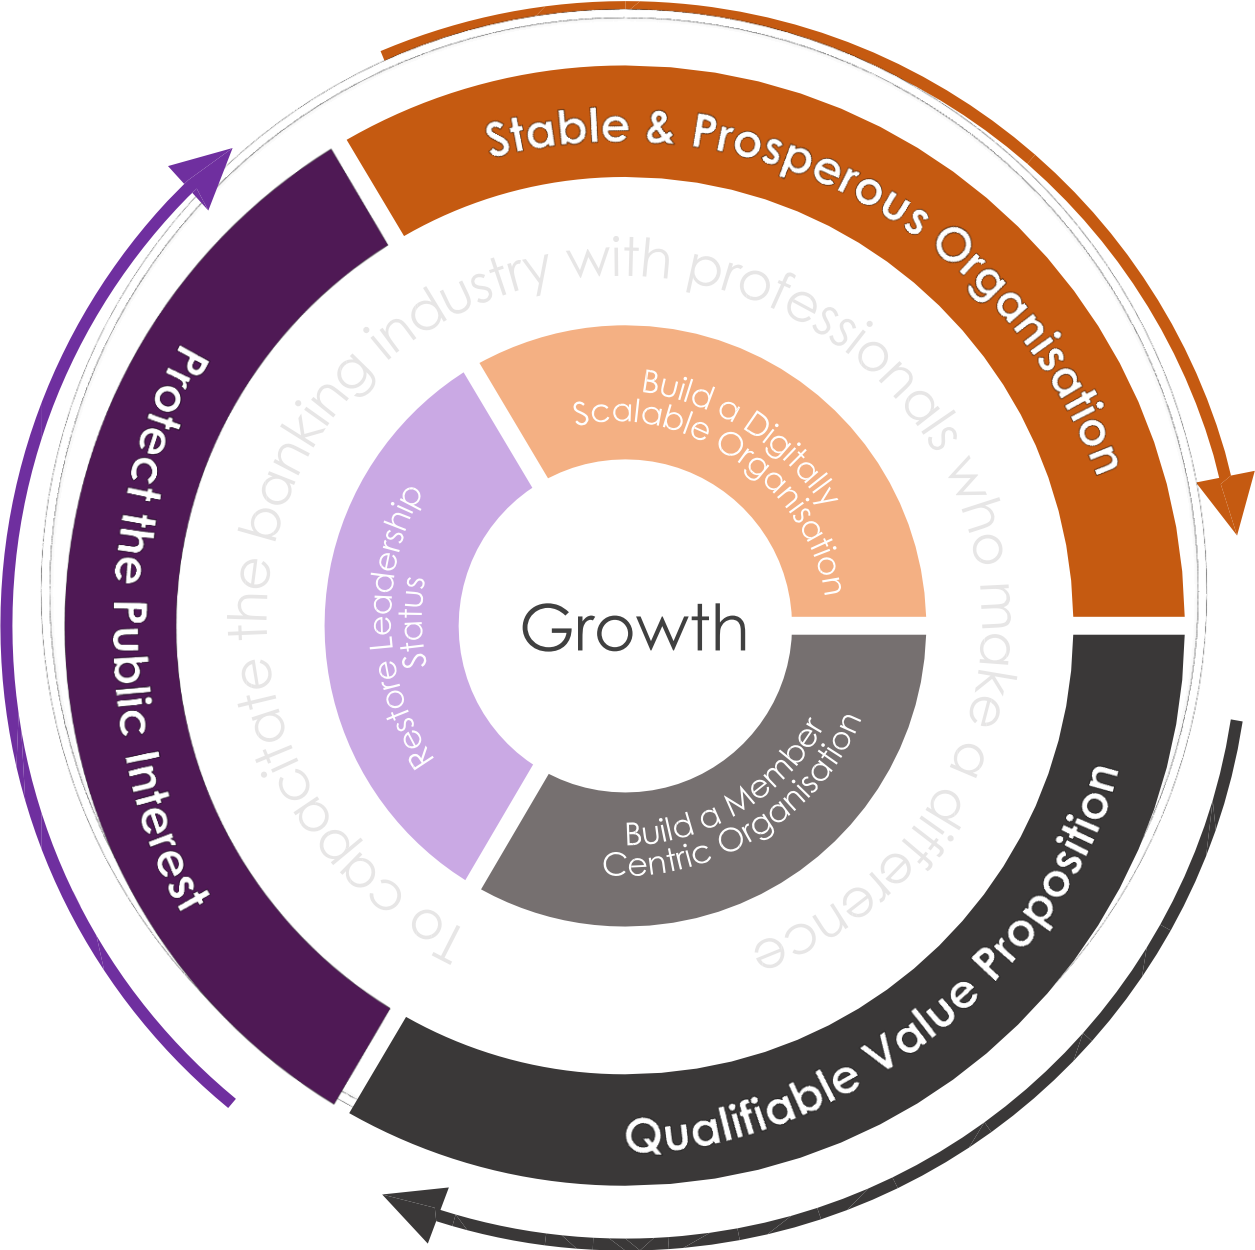 Stable & Prosperous Organisation
Protect the Public Interest
Qualifiable Value Proposition
To capacitate the banking industry with professionals who make a difference
Build a Digitally
Scalable Organisation
Restore Leadership
Status
Build a Member
Centric Organisation
Growth